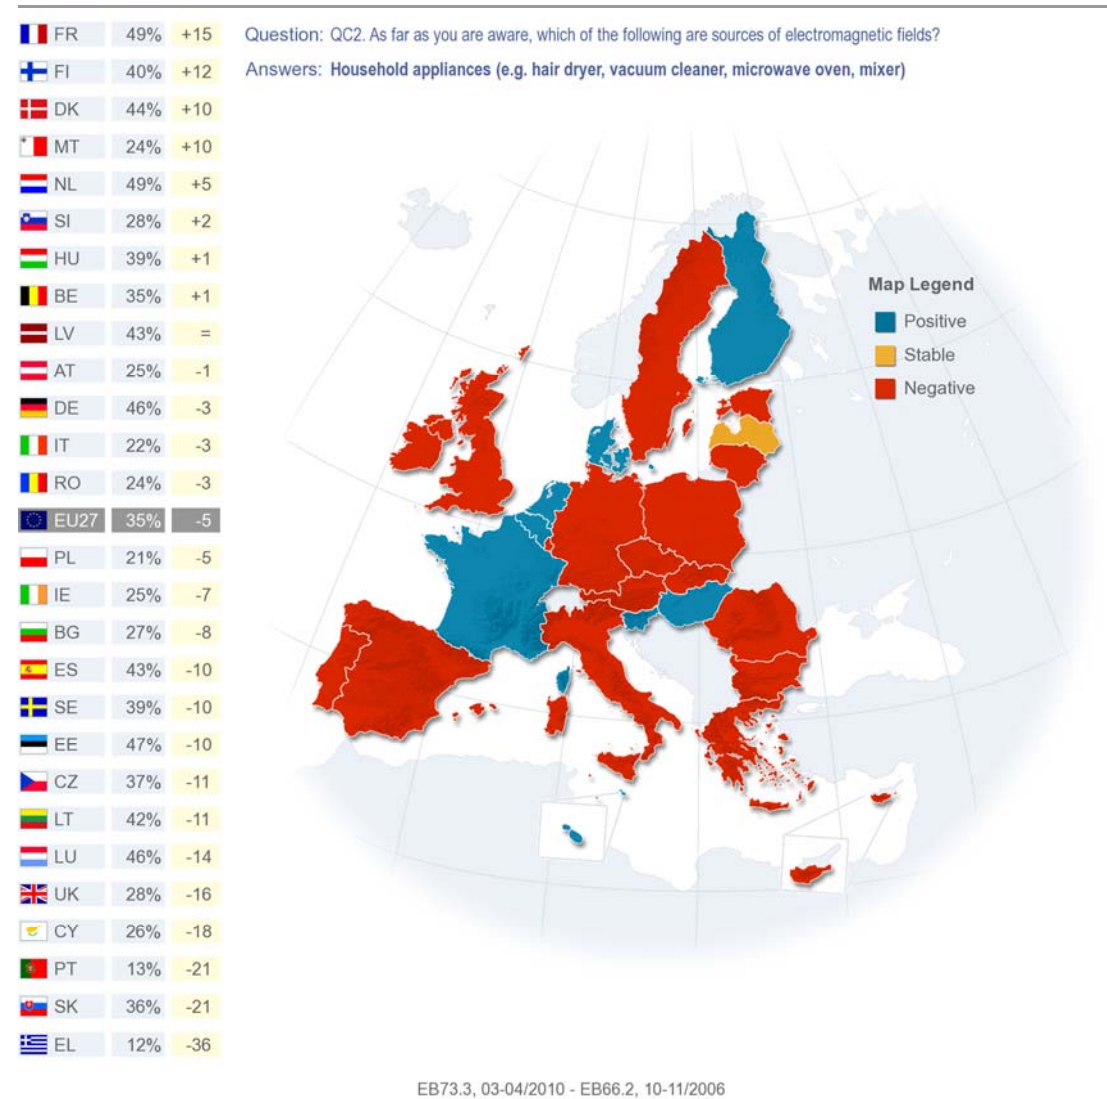 FR 49% +15
Question: QC2. As far as you are aware, which of the following are sources of electromagnetic fields?
FI 40% +12
Answers: Household appliances (e.g. hair dryer, vacuum cleaner, microwave oven, mixer)
DK 44% +10
MT 24% +10
NL 49% +5
SI 28% +2
HU 39% +1
BE 35% +1
LV 43% =
AT 25% -1
DE 46% -3
IT 22% -3
RO 24% -3
EU27 35% -5
PL 21% -5
IE 25% -7
BG 27% -8
ES 43% -10
SE 39% -10
EE 47% -10
CZ 37% -11
LT 42% -11
LU 46% -14
UK 28% -16
CY 26% -18
PT 13% -21
SK 36% -21
EL 12% -36
Map Legend
Positive
Stable
Negative
EB73.3, 03-04/2010 - EB66.2, 10-11/2006